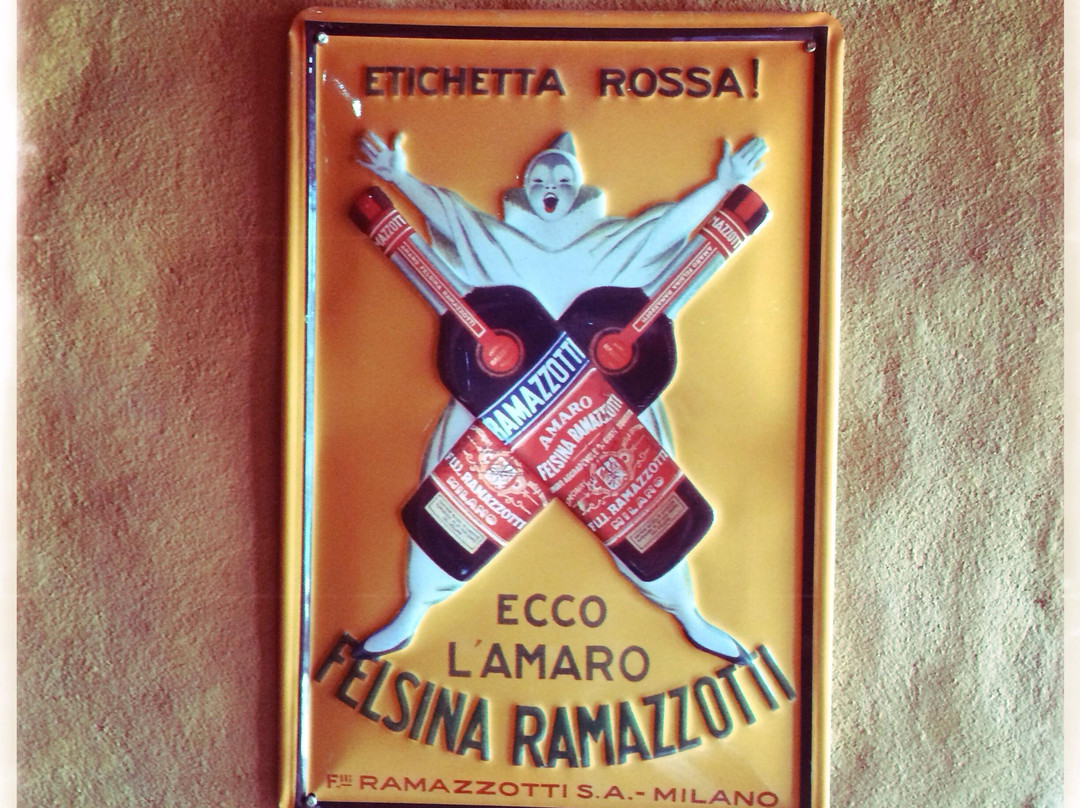 ETICHETTA ROSSA!
RAMAZZOTTI
AMARO
FELSINA RAMAZZOTTI
F.LLI RAMAZZOTTI
MILANO
F.LLI RAMAZZOTTI
MILANO
ECCO
L'AMARO
FELSINA RAMAZZOTTI
F.LLI RAMAZZOTTI S.A.-MILANO